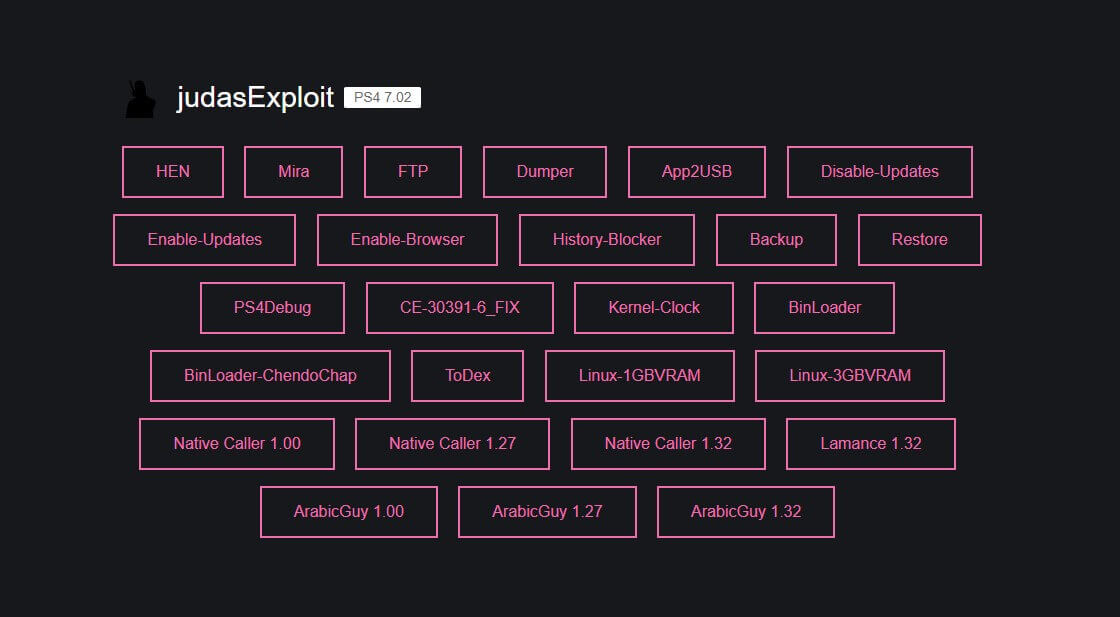 judasExploit PS4 7.02
HEN Mira FTP Dumper App2USB Disable-Updates
Enable-Updates Enable-Browser History-Blocker Backup Restore
PS4Debug CE-30391-6_FIX Kernel-Clock BinLoader
BinLoader-ChendoChap ToDex Linux-1GBVRAM Linux-3GBVRAM
Native Caller 1.00 Native Caller 1.27 Native Caller 1.32 Lamance 1.32
ArabicGuy 1.00 ArabicGuy 1.27 ArabicGuy 1.32